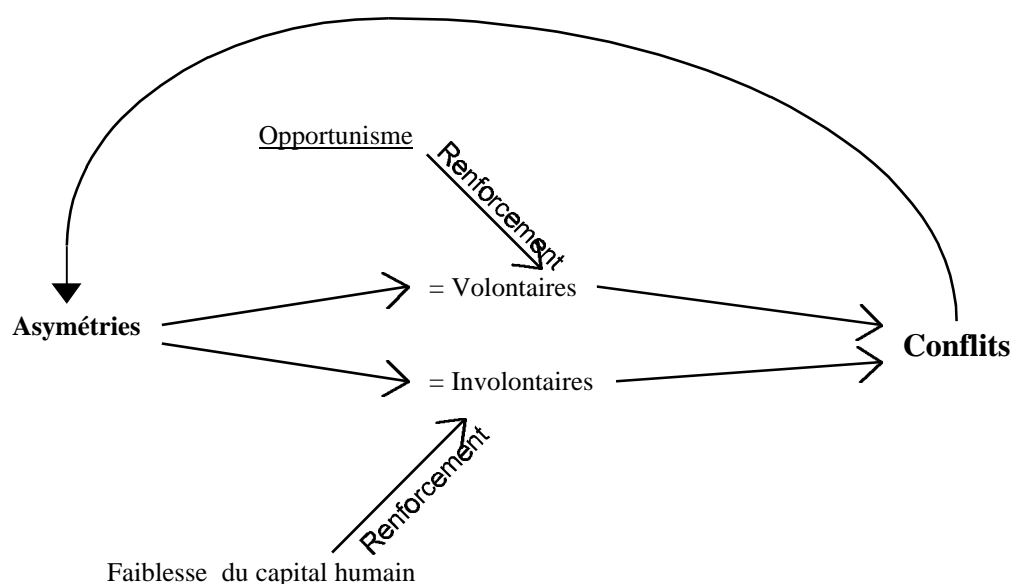 Opportunisme
Renforcement
= Volontaires
Asymétries
Conflits
= Involontaires
Renforcement
Faiblesse du capital humain